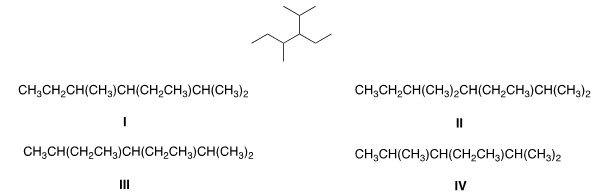 CH₃CH₂CH(CH₃)CH(CH₂CH₃)CH(CH₃)₂
CH₃CH₂CH(CH₃)₂CH(CH₂CH₃)CH(CH₃)₂
I
II
CH₃CH(CH₂CH₃)CH(CH₂CH₃)CH(CH₃)₂
CH₃CH(CH₃)CH(CH₂CH₃)CH(CH₃)₂
III
IV